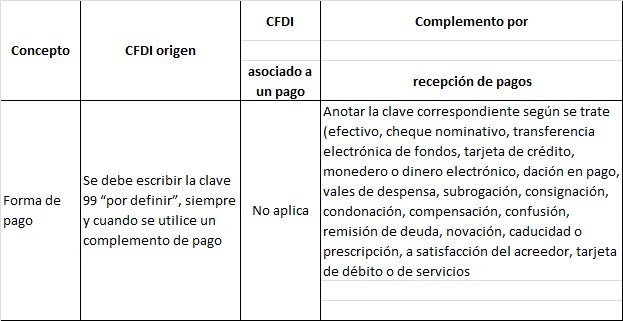 Concepto
CFDI origen
CFDI
asociado a
un pago
Complemento por
recepción de pagos
Forma de
pago
Se debe escribir la clave
99 “por definir”, siempre
y cuando se utilice un
complemento de pago
No aplica
Anotar la clave correspondiente según se trate
(efectivo, cheque nominativo, transferencia
electrónica de fondos, tarjeta de crédito,
monedero o dinero electrónico, dación en pago,
vales de despensa, subrogación, consignación,
condonación, compensación, confusión,
remisión de deuda, novación, caducidad o
prescripción, a satisfacción del acreedor, tarjeta
de débito o de servicios